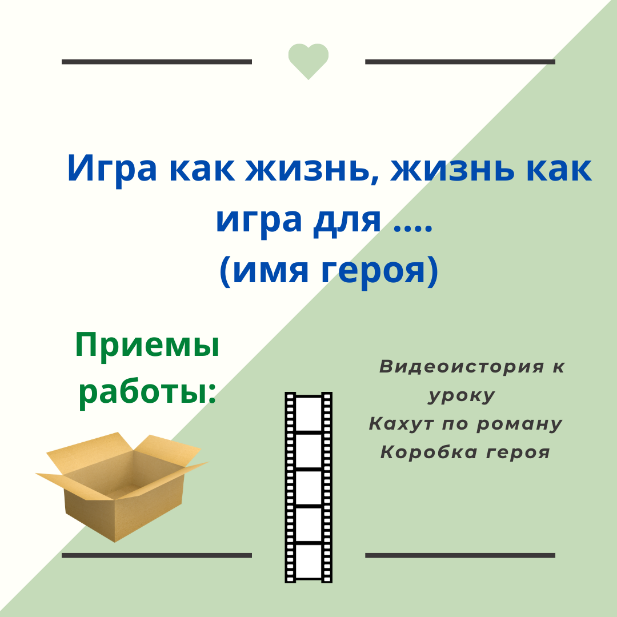 Игра как жизнь, жизнь как
игра для ....
(имя героя)
Приемы
работы:
Видеоистория к
уроку
Кахут по роману
Коробка героя